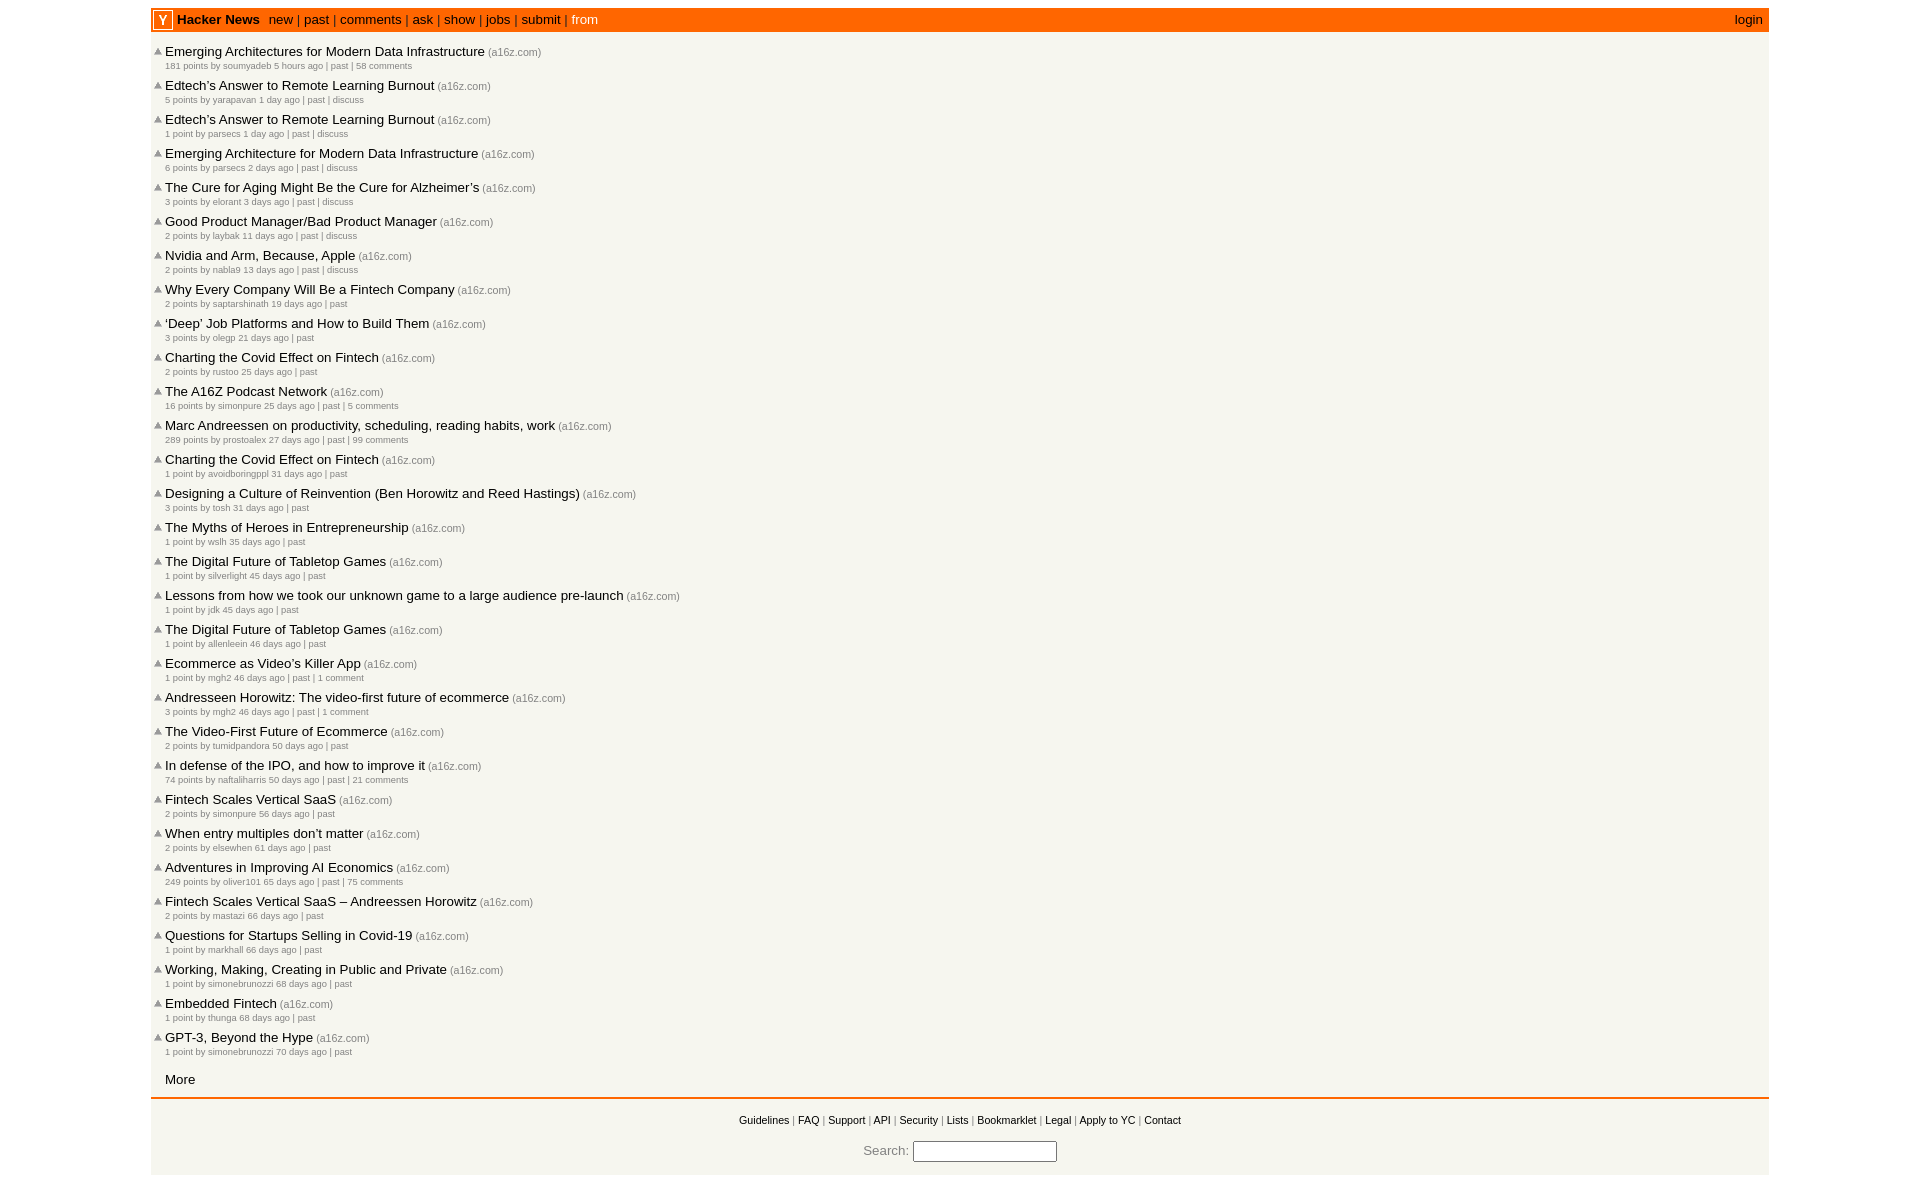 Y Hacker News new | past | comments | ask | show | jobs | submit | from login
Emerging Architectures for Modern Data Infrastructure (a16z.com)
181 points by soumyadeb 5 hours ago | past | 58 comments
Edtech’s Answer to Remote Learning Burnout (a16z.com)
5 points by yarapavan 1 day ago | past | discuss
Edtech’s Answer to Remote Learning Burnout (a16z.com)
1 point by parsecs 1 day ago | past | discuss
Emerging Architecture for Modern Data Infrastructure (a16z.com)
6 points by parsecs 2 days ago | past | discuss
The Cure for Aging Might Be the Cure for Alzheimer’s (a16z.com)
3 points by elorant 3 days ago | past | discuss
Good Product Manager/Bad Product Manager (a16z.com)
2 points by laybak 11 days ago | past | discuss
Nvidia and Arm, Because, Apple (a16z.com)
2 points by nabla9 13 days ago | past | discuss
Why Every Company Will Be a Fintech Company (a16z.com)
2 points by saptarshinath 19 days ago | past
‘Deep’ Job Platforms and How to Build Them (a16z.com)
3 points by olegp 21 days ago | past
Charting the Covid Effect on Fintech (a16z.com)
2 points by rustoo 25 days ago | past
The A16Z Podcast Network (a16z.com)
16 points by simonpure 25 days ago | past | 5 comments
Marc Andreessen on productivity, scheduling, reading habits, work (a16z.com)
289 points by prostoalex 27 days ago | past | 99 comments
Charting the Covid Effect on Fintech (a16z.com)
1 point by avoidboringppl 31 days ago | past
Designing a Culture of Reinvention (Ben Horowitz and Reed Hastings) (a16z.com)
3 points by tosh 31 days ago | past
The Myths of Heroes in Entrepreneurship (a16z.com)
1 point by wslh 35 days ago | past
The Digital Future of Tabletop Games (a16z.com)
1 point by silverlight 45 days ago | past
Lessons from how we took our unknown game to a large audience pre-launch (a16z.com)
1 point by jdk 45 days ago | past
The Digital Future of Tabletop Games (a16z.com)
1 point by allenleein 46 days ago | past
Ecommerce as Video’s Killer App (a16z.com)
1 point by mgh2 46 days ago | past | 1 comment
Andresseen Horowitz: The video-first future of ecommerce (a16z.com)
3 points by mgh2 46 days ago | past | 1 comment
The Video-First Future of Ecommerce (a16z.com)
2 points by tumidpandora 50 days ago | past
In defense of the IPO, and how to improve it (a16z.com)
74 points by naftaliharris 50 days ago | past | 21 comments
Fintech Scales Vertical SaaS (a16z.com)
2 points by simonpure 56 days ago | past
When entry multiples don’t matter (a16z.com)
2 points by elsewhen 61 days ago | past
Adventures in Improving AI Economics (a16z.com)
249 points by oliver101 65 days ago | past | 75 comments
Fintech Scales Vertical SaaS – Andreessen Horowitz (a16z.com)
2 points by mastazi 66 days ago | past
Questions for Startups Selling in Covid-19 (a16z.com)
1 point by markhall 66 days ago | past
Working, Making, Creating in Public and Private (a16z.com)
1 point by simonebrunozzi 68 days ago | past
Embedded Fintech (a16z.com)
1 point by thunga 68 days ago | past
GPT-3, Beyond the Hype (a16z.com)
1 point by simonebrunozzi 70 days ago | past
More
Guidelines | FAQ | Support | API | Security | Lists | Bookmarklet | Legal | Apply to YC | Contact
Search: